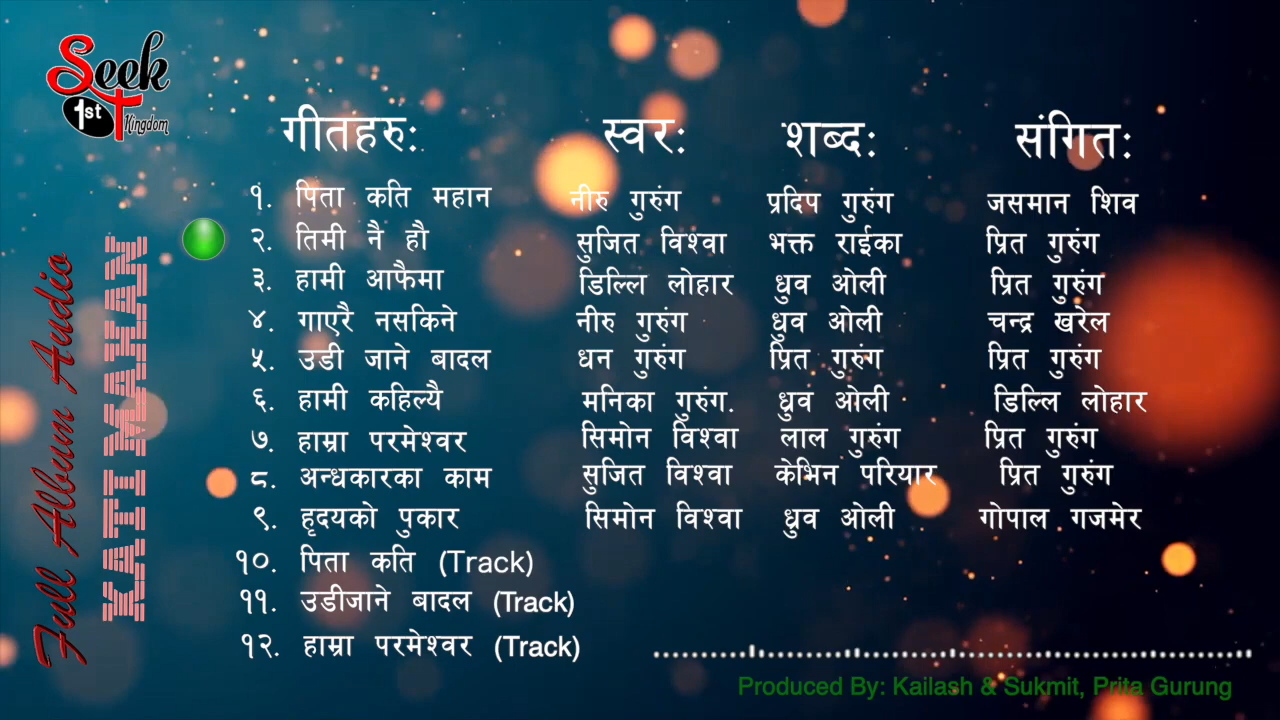 Seek
1st
Kingdom
गीतहरुः स्वरः शब्दः संगितः
१. पिता कति महान नीरु गुरुंग प्रदिप गुरुंग जसमान शिव
२. तिमी नै हौ सुजित विश्वा भक्त राईका प्रित गुरुंग
३. हामी आफैमा डिल्लि लोहार धुव ओली प्रित गुरुंग
४. गाएरै नसकिने नीरु गुरुंग धुव ओली चन्द्र खरेल
५. उडी जाने बादल धन गुरुंग प्रित गुरुंग प्रित गुरुंग
६. हामी कहिल्यै मनिका गुरुंग. ध्रुव ओली डिल्लि लोहार
७. हाम्रा परमेश्वर सिमोन विश्वा लाल गुरुंग प्रित गुरुंग
८. अन्धकारका काम सुजित विश्वा केभिन परियार प्रित गुरुंग
९. हृदयको पुकार सिमोन विश्वा ध्रुव ओली गोपाल गजमेर
१०. पिता कति (Track)
११. उडीजाने बादल (Track)
१२. हाम्रा परमेश्वर (Track)
Full Album Audio
KATI MAHAN
Produced By: Kailash & Sukmit, Prita Gurung